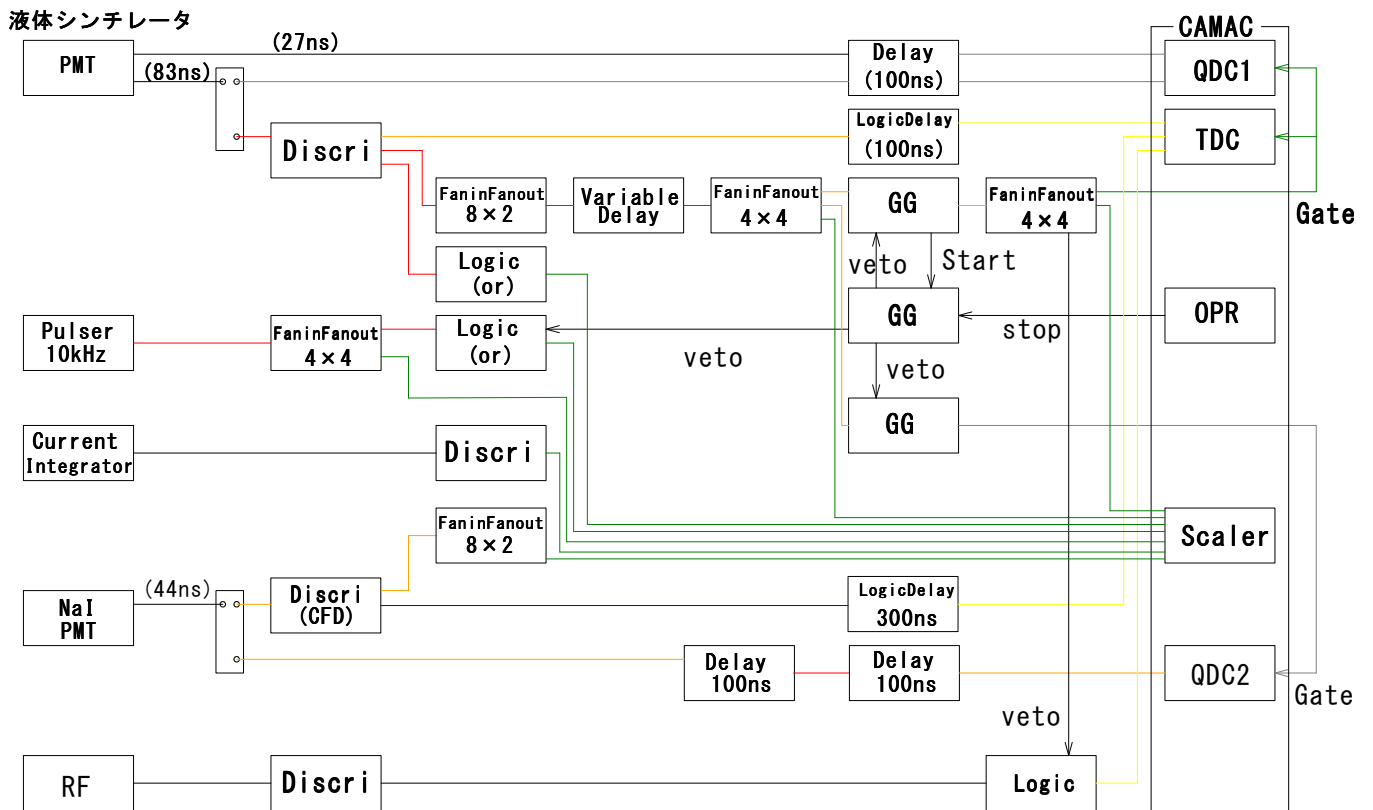 液体シンチレータ
PMT
(27ns)
(83ns)
Delay
(100ns)
CAMAC
QDC1
Discri
LogicDelay
(100ns)
TDC
FaninFanout
8×2
Variable
Delay
FaninFanout
4×4
GG
FaninFanout
4×4
Gate
Logic
(or)
veto
Start
Pulser
10kHz
FaninFanout
4×4
Logic
(or)
veto
GG
stop
OPR
veto
GG
Current
Integrator
Discri
FaninFanout
8×2
Scaler
NaI
PMT
(44ns)
Discri
(CFD)
LogicDelay
300ns
Delay
100ns
Delay
100ns
QDC2
Gate
veto
RF
Discri
Logic